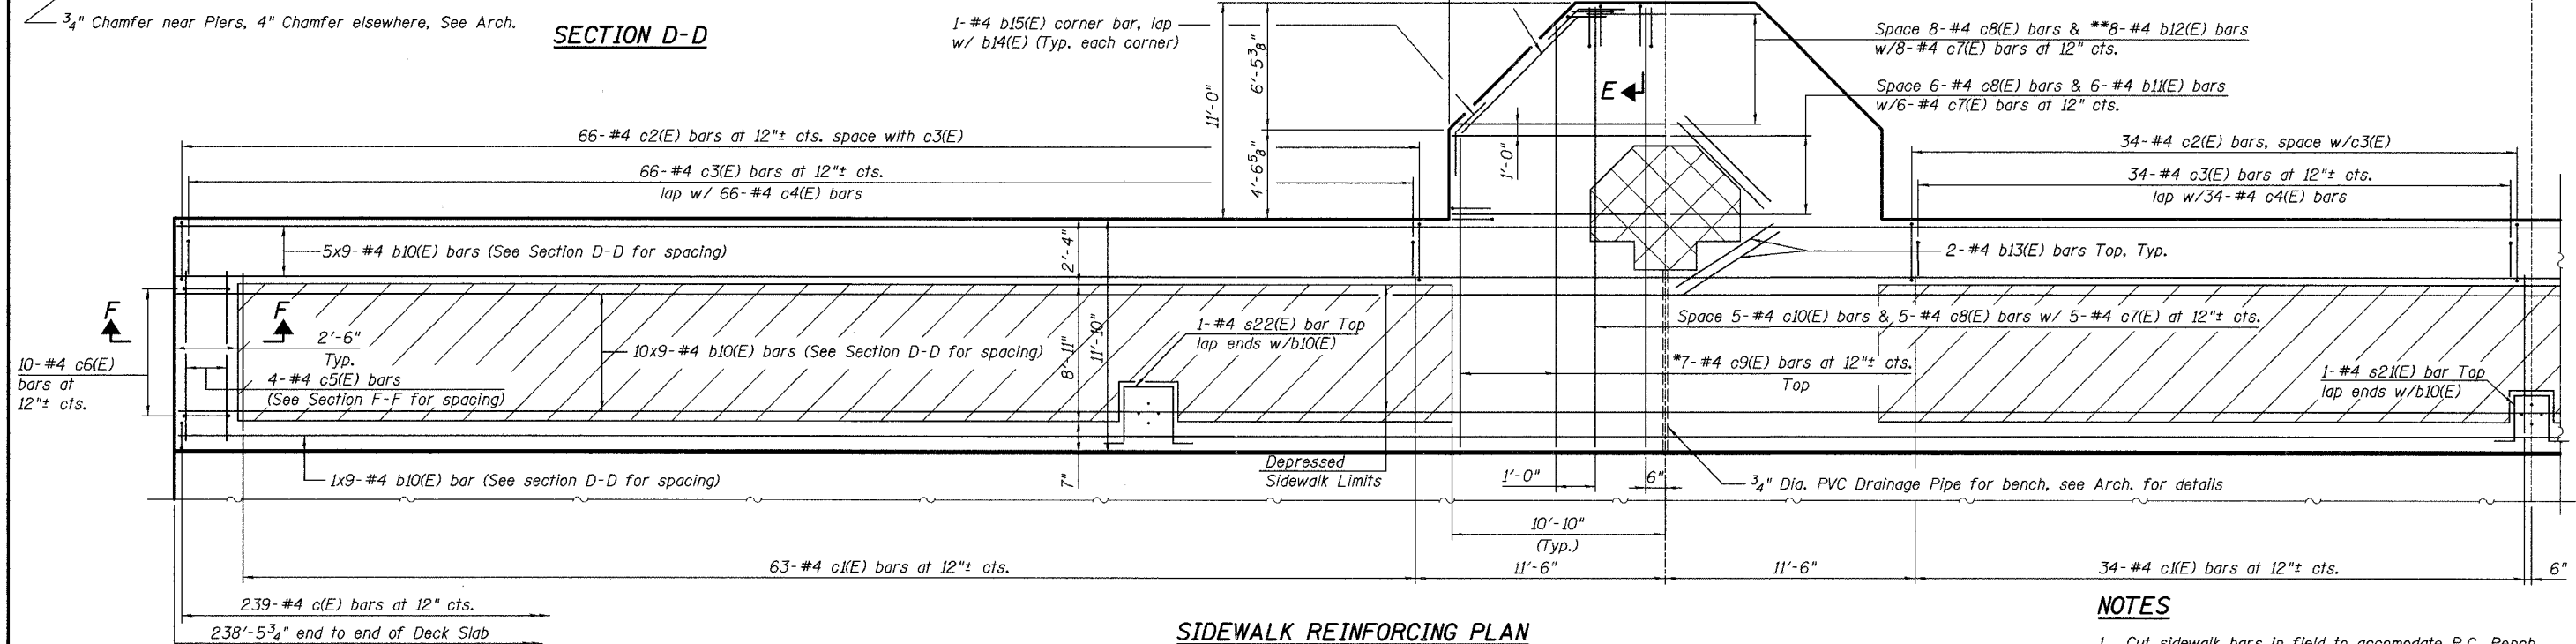 3/4" Chamfer near Piers, 4" Chamfer elsewhere, See Arch.
SECTION D-D
1-#4 b15(E) corner bar, lap
w/ b14(E) (Typ. each corner)
Space 8-#4 c8(E) bars & **8-#4 b12(E) bars
w/8-#4 c7(E) bars at 12" cts.
Space 6-#4 c8(E) bars & 6-#4 b11(E) bars
w/6-#4 c7(E) bars at 12" cts.
11'-0"
6'-5 3/8"
4'-6 5/8"
1'-0"
E
66-#4 c2(E) bars at 12"± cts. space with c3(E)
66-#4 c3(E) bars at 12"± cts.
lap w/ 66-#4 c4(E) bars
34-#4 c2(E) bars, space w/c3(E)
34-#4 c3(E) bars at 12"± cts.
lap w/34-#4 c4(E) bars
5x9-#4 b10(E) bars (See Section D-D for spacing)
2'-4"
2-#4 b13(E) bars Top, Typ.
F
F
2'-6"
Typ.
10-#4 c6(E)
bars at
12"± cts.
4-#4 c5(E) bars
(See Section F-F for spacing)
10x9-#4 b10(E) bars (See Section D-D for spacing)
8'-11"
11'-10"
1-#4 s22(E) bar Top
lap ends w/b10(E)
Space 5-#4 c10(E) bars & 5-#4 c8(E) bars w/ 5-#4 c7(E) at 12"± cts.
*7-#4 c9(E) bars at 12"± cts.
Top
1-#4 s21(E) bar Top
lap ends w/b10(E)
1x9-#4 b10(E) bar (See section D-D for spacing)
7"
Depressed
Sidewalk Limits
1'-0"
6"
3/4" Dia. PVC Drainage Pipe for bench, see Arch. for details
10'-10"
(Typ.)
63-#4 c1(E) bars at 12"± cts.
11'-6"
11'-6"
34-#4 c1(E) bars at 12"± cts.
6"
239-#4 c(E) bars at 12" cts.
238'-5 3/4" end to end of Deck Slab
SIDEWALK REINFORCING PLAN
NOTES
1. Cut sidewalk bars in field to accomodate P.C. Bench